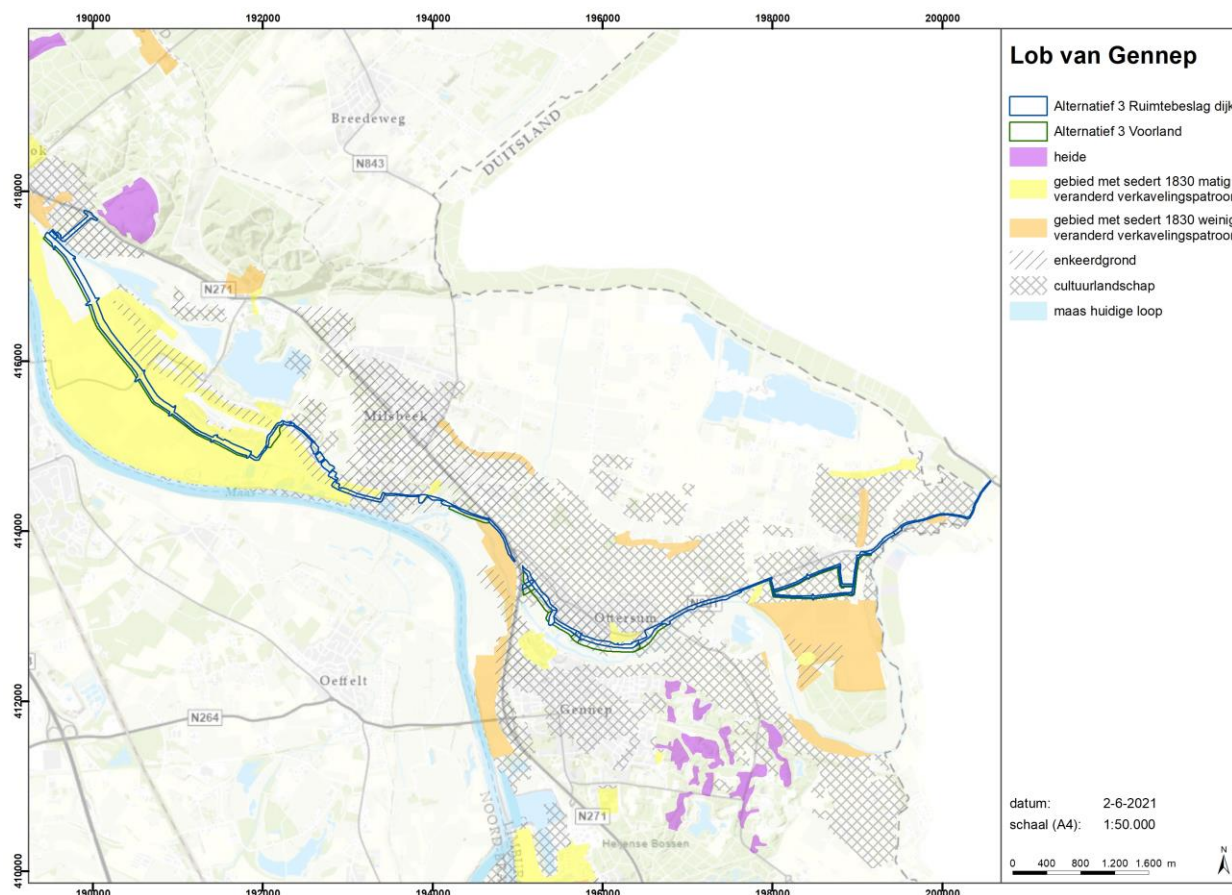 190000 192000 194000 196000 198000 200000
Lob van Gennep
Alternatief 3 Ruimtebeslag dijk
Alternatief 3 Voorland
heide
gebied met sedert 1830 matig
veranderd verkavelingspatroon
gebied met sedert 1830 weinig
veranderd verkavelingspatroon
enkeerdgrond
cultuurlandschap
maas huidige loop
Breedeweg
N843
DUITSLAND
418000
N271
416000
Milsbeek
Maas
414000
Ottersum
Oeffelt
412000
N264
Gennep
N271
Heijense Bossen
410000
datum: 2-6-2021
schaal (A4): 1:50.000
0 400 800 1.200 1.600 m
N
190000 192000 194000 196000 198000 200000